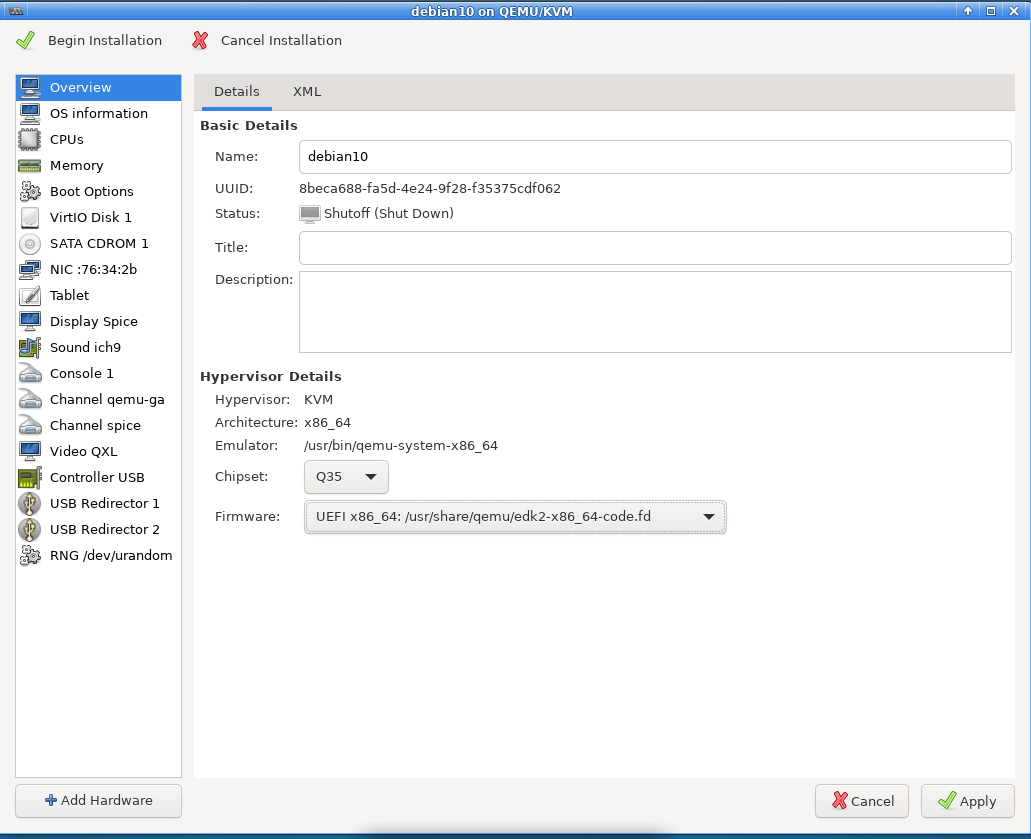 debian10 on QEMU/KVM
Begin Installation
Cancel Installation
Overview
OS information
CPUs
Memory
Boot Options
VirtIO Disk 1
SATA CDROM 1
NIC :76:34:2b
Tablet
Display Spice
Sound ich9
Console 1
Channel qemu-ga
Channel spice
Video QXL
Controller USB
USB Redirector 1
USB Redirector 2
RNG /dev/urandom
Add Hardware
Details XML
Basic Details
Name: debian10
UUID: 8beca688-fa5d-4e24-9f28-f35375cdf062
Status: Shutoff (Shut Down)
Title:
Description:
Hypervisor Details
Hypervisor: KVM
Architecture: x86_64
Emulator: /usr/bin/qemu-system-x86_64
Chipset: Q35
Firmware: UEFI x86_64: /usr/share/qemu/edk2-x86_64-code.fd
Cancel
Apply